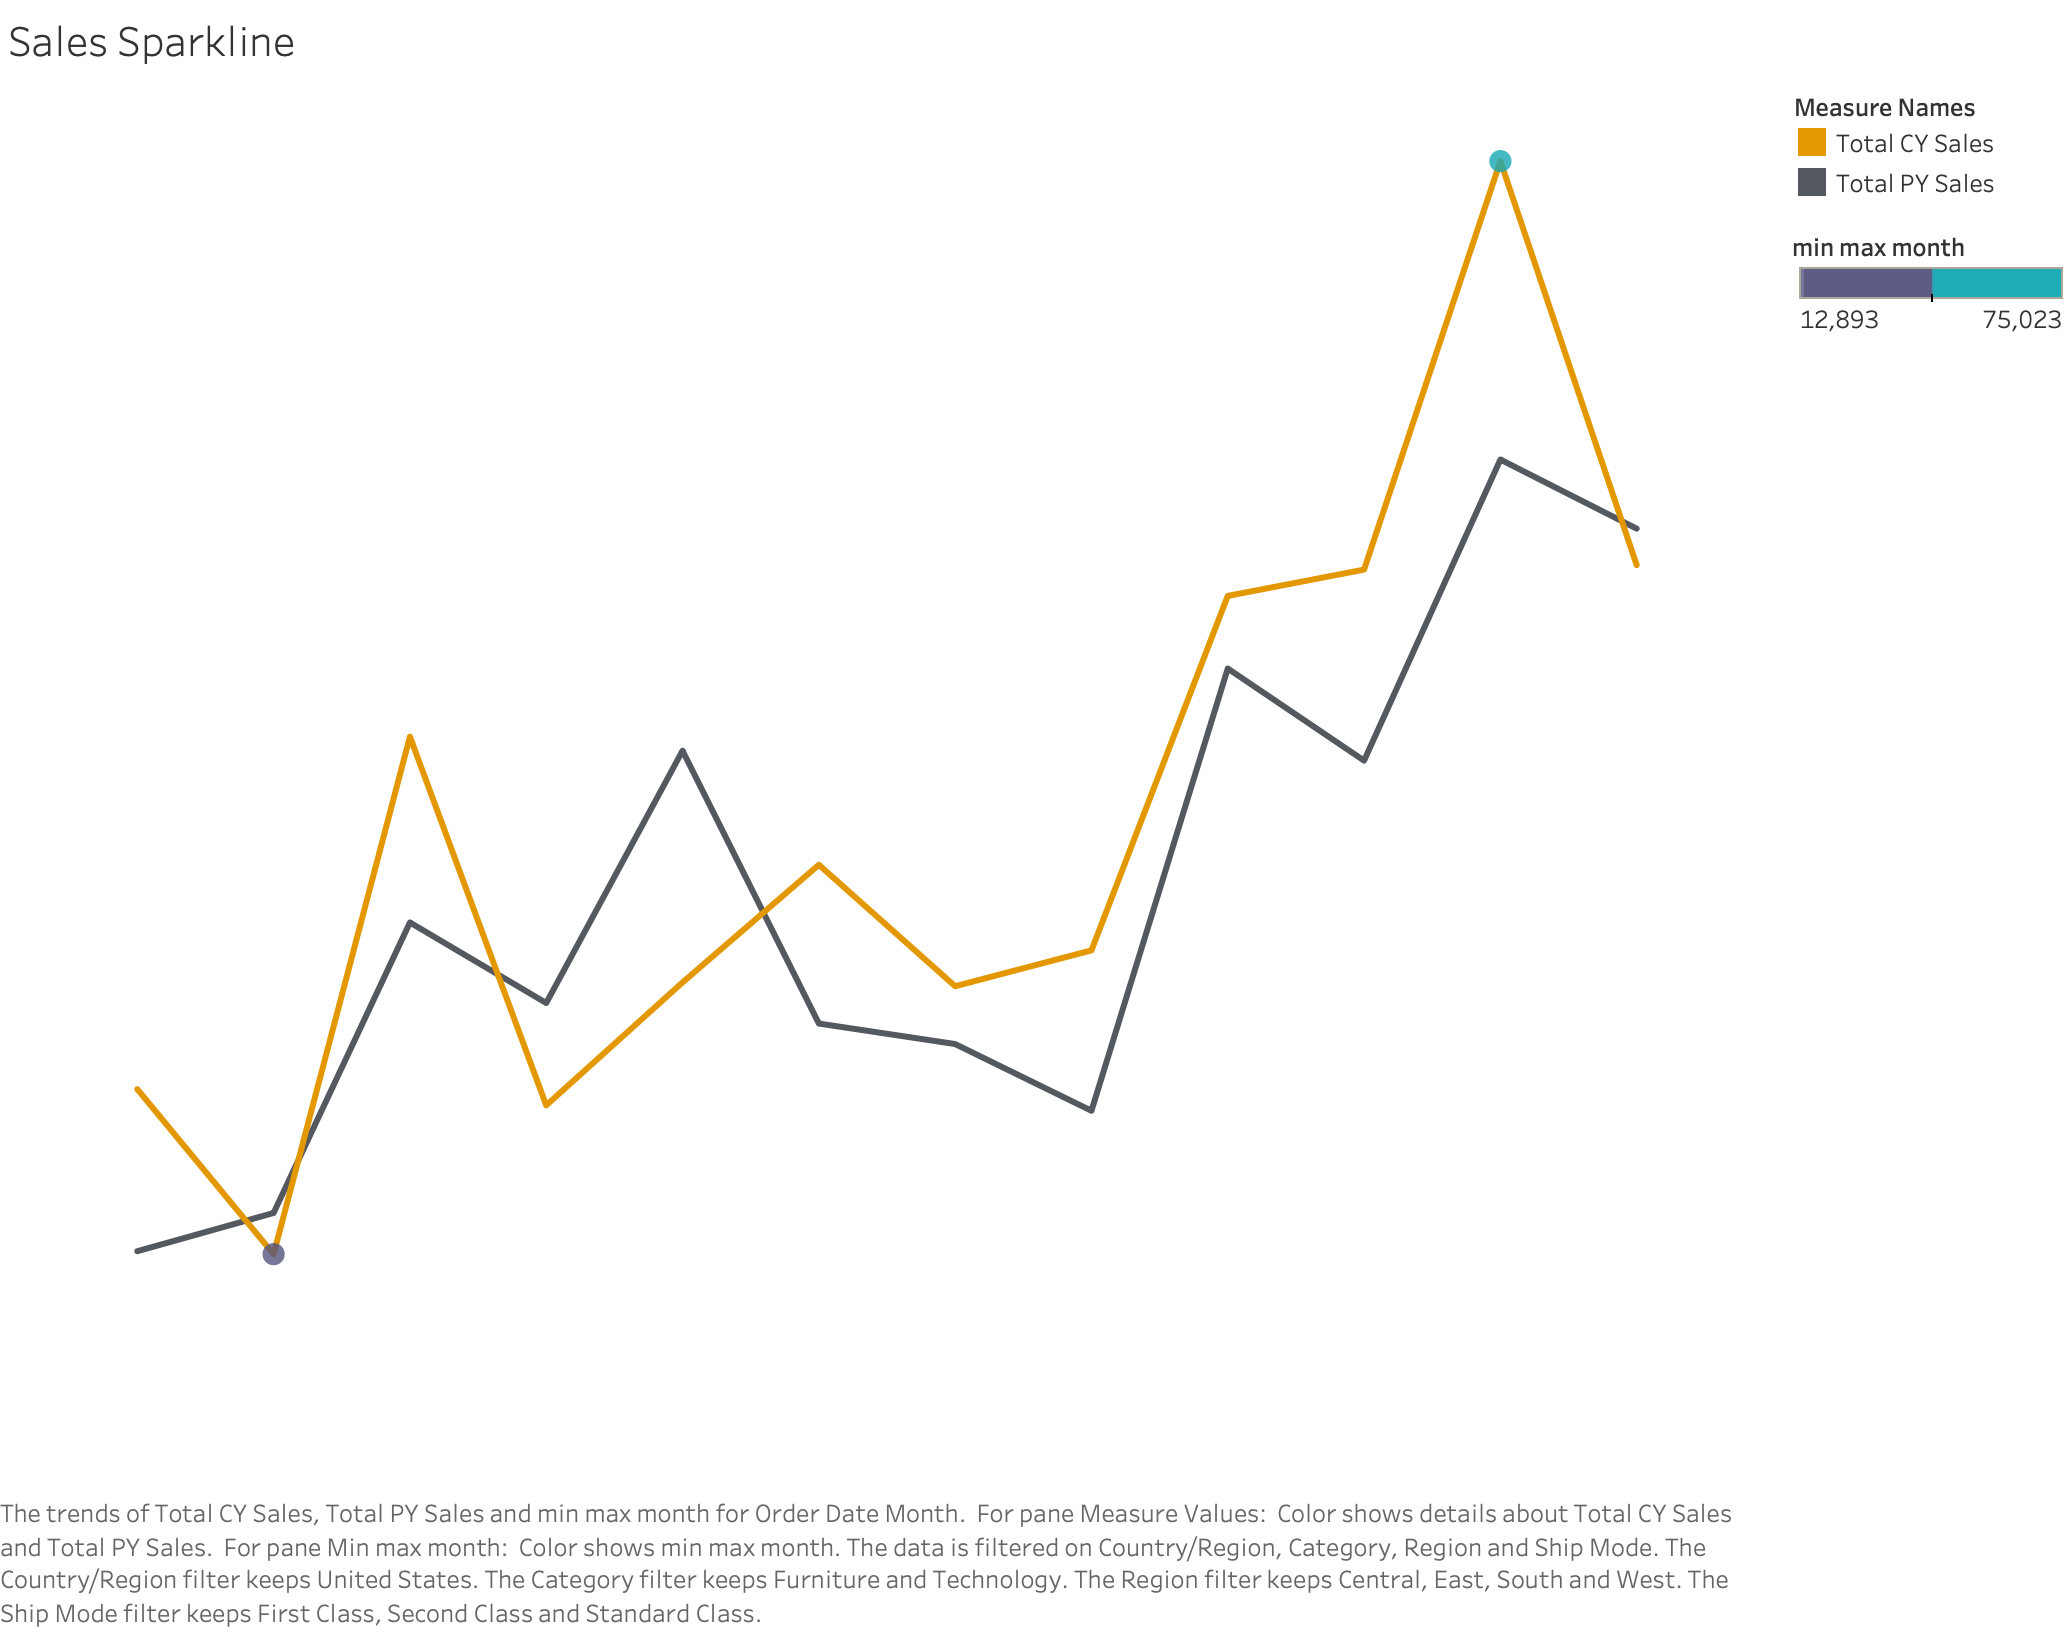 Sales Sparkline
Measure Names
Total CY Sales
Total PY Sales
min max month
12,893 75,023
The trends of Total CY Sales, Total PY Sales and min max month for Order Date Month.  For pane Measure Values:  Color shows details about Total CY Sales
and Total PY Sales.  For pane Min max month:  Color shows min max month. The data is filtered on Country/Region, Category, Region and Ship Mode. The
Country/Region filter keeps United States. The Category filter keeps Furniture and Technology. The Region filter keeps Central, East, South and West. The
Ship Mode filter keeps First Class, Second Class and Standard Class.